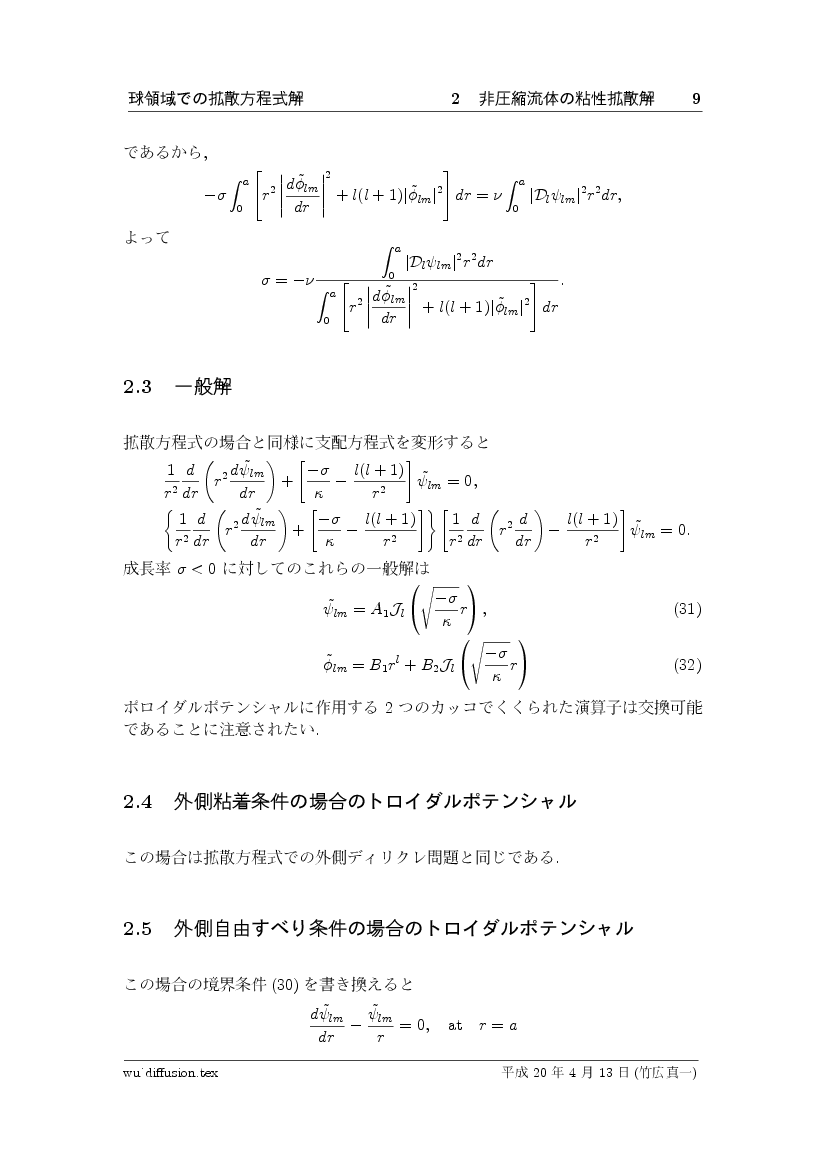 球領域での拡散方程式解 2 非圧縮流体の粘性拡散解 9
であるから,
$-\sigma \int_0^a \left[ r^2 \left| \frac{d\tilde{\phi}_{lm}}{dr} \right|^2 + l(l+1)|\tilde{\phi}_{lm}|^2 \right] dr = \nu \int_0^a |\mathcal{D}_l \psi_{lm}|^2 r^2 dr,$
よって
$\sigma = -\nu \frac{\int_0^a |\mathcal{D}_l \psi_{lm}|^2 r^2 dr}{\int_0^a \left[ r^2 \left| \frac{d\tilde{\phi}_{lm}}{dr} \right|^2 + l(l+1)|\tilde{\phi}_{lm}|^2 \right] dr}.$
2.3 一般解
拡散方程式の場合と同様に支配方程式を変形すると
$\frac{1}{r^2} \frac{d}{dr} \left( r^2 \frac{d\tilde{\psi}_{lm}}{dr} \right) + \left[ \frac{-\sigma}{\kappa} - \frac{l(l+1)}{r^2} \right] \tilde{\psi}_{lm} = 0,$
$\left\{ \frac{1}{r^2} \frac{d}{dr} \left( r^2 \frac{d\tilde{\psi}_{lm}}{dr} \right) + \left[ \frac{-\sigma}{\kappa} - \frac{l(l+1)}{r^2} \right] \right\} \left[ \frac{1}{r^2} \frac{d}{dr} \left( r^2 \frac{d}{dr} \right) - \frac{l(l+1)}{r^2} \right] \tilde{\psi}_{lm} = 0.$
成長率 $\sigma < 0$ に対してのこれらの一般解は
$\tilde{\psi}_{lm} = A_1 \mathcal{J}_l \left( \sqrt{\frac{-\sigma}{\kappa}} r \right),$ (31)
$\tilde{\phi}_{lm} = B_1 r^l + B_2 \mathcal{J}_l \left( \sqrt{\frac{-\sigma}{\kappa}} r \right)$ (32)
ポロイダルポテンシャルに作用する 2 つのカッコでくくられた演算子は交換可能
であることに注意されたい.
2.4 外側粘着条件の場合のトロイダルポテンシャル
この場合は拡散方程式での外側ディリクレ問題と同じである.
2.5 外側自由すべり条件の場合のトロイダルポテンシャル
この場合の境界条件 (30) を書き換えると
$\frac{d\tilde{\psi}_{lm}}{dr} - \frac{\tilde{\psi}_{lm}}{r} = 0, \quad \text{at} \quad r = a$
wu˙diffusion.tex 平成 20 年 4 月 13 日 (竹広真一)